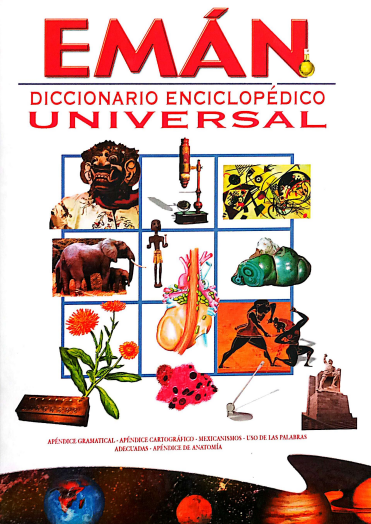 EMÁN
DICCIONARIO ENCICLOPÉDICO
UNIVERSAL
APÉNDICE GRAMATICAL - APÉNDICE CARTOGRÁFICO - MEXICANISMOS - USO DE LAS PALABRAS
ADECUADAS - APÉNDICE DE ANATOMÍA